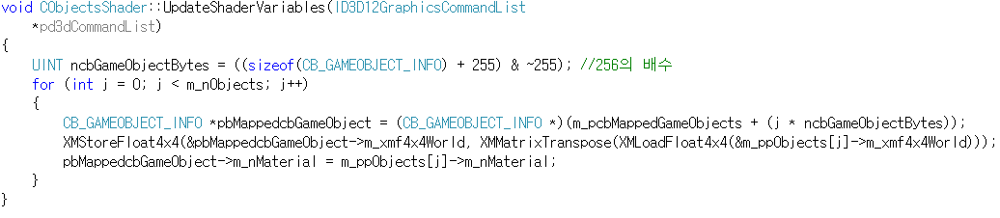 void CObjectsShader::UpdateShaderVariables(ID3D12GraphicsCommandList
*pd3dCommandList)
{
UINT ncbGameObjectBytes = ((sizeof(CB_GAMEOBJECT_INFO) + 255) & ~255); //256의 배수
for (int j = 0; j < m_nObjects; j++)
{
CB_GAMEOBJECT_INFO *pbMappedcbGameObject = (CB_GAMEOBJECT_INFO *)(m_pcbMappedGameObjects + (j * ncbGameObjectBytes));
XMStoreFloat4x4(&pbMappedcbGameObject->m_xmf4x4World, XMMatrixTranspose(XMLoadFloat4x4(&m_ppObjects[j]->m_xmf4x4World)));
pbMappedcbGameObject->m_nMaterial = m_ppObjects[j]->m_nMaterial;
}
}